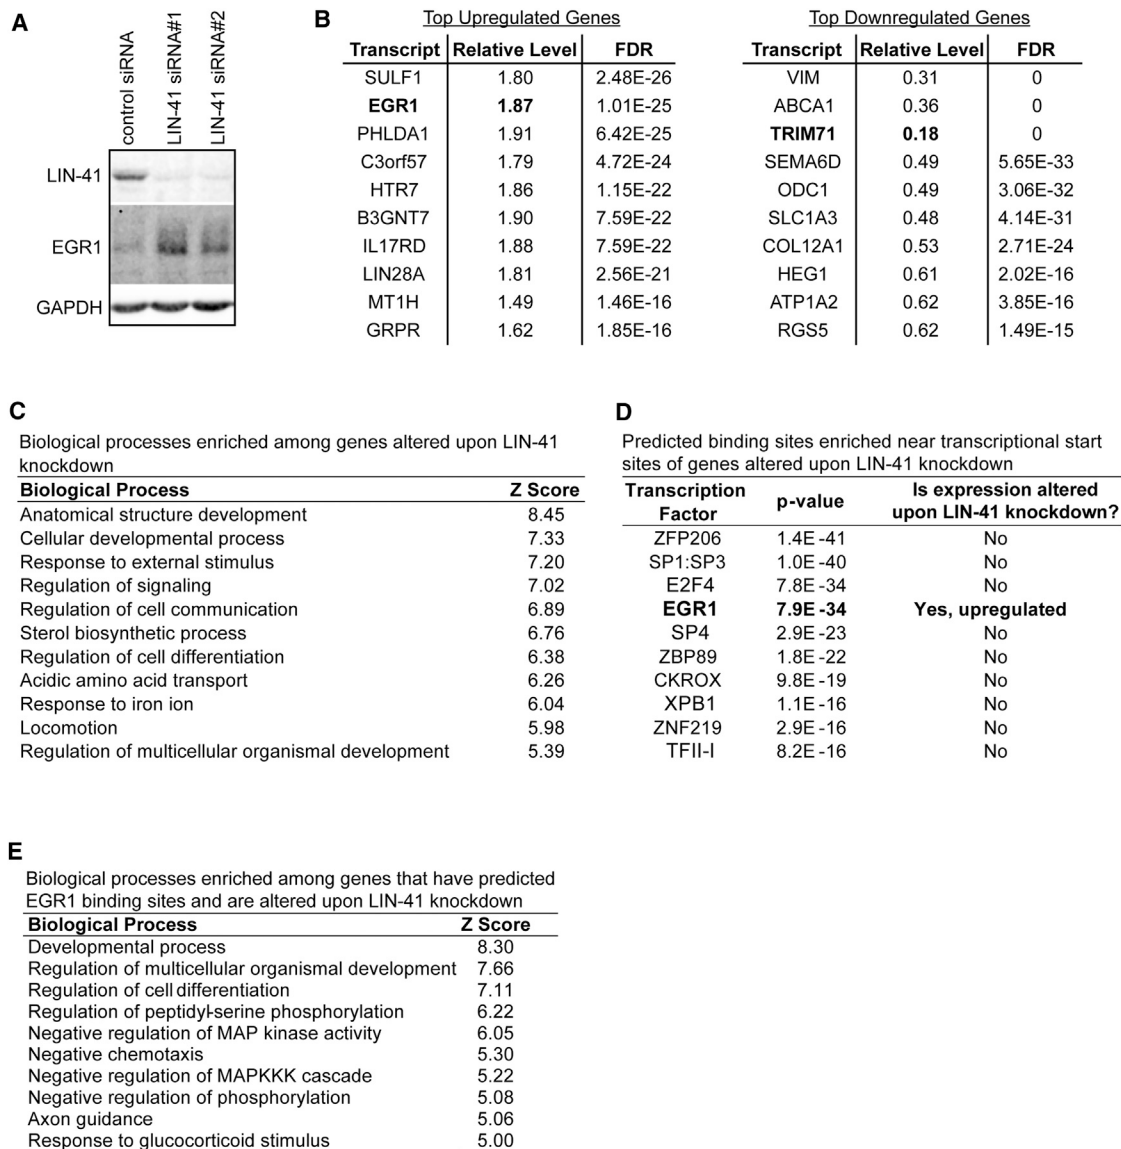 A
control siRNA
LIN-41 siRNA#1
LIN-41 siRNA#2
LIN-41
EGR1
GAPDH
B
Top Upregulated Genes
Transcript Relative Level FDR
SULF1 1.80 2.48E-26
EGR1 1.87 1.01E-25
PHLDA1 1.91 6.42E-25
C3orf57 1.79 4.72E-24
HTR7 1.86 1.15E-22
B3GNT7 1.90 7.59E-22
IL17RD 1.88 7.59E-22
LIN28A 1.81 2.56E-21
MT1H 1.49 1.46E-16
GRPR 1.62 1.85E-16
Top Downregulated Genes
Transcript Relative Level FDR
VIM 0.31 0
ABCA1 0.36 0
TRIM71 0.18 0
SEMA6D 0.49 5.65E-33
ODC1 0.49 3.06E-32
SLC1A3 0.48 4.14E-31
COL12A1 0.53 2.71E-24
HEG1 0.61 2.02E-16
ATP1A2 0.62 3.85E-16
RGS5 0.62 1.49E-15
C
Biological processes enriched among genes altered upon LIN-41
knockdown
Biological Process Z Score
Anatomical structure development 8.45
Cellular developmental process 7.33
Response to external stimulus 7.20
Regulation of signaling 7.02
Regulation of cell communication 6.89
Sterol biosynthetic process 6.76
Regulation of cell differentiation 6.38
Acidic amino acid transport 6.26
Response to iron ion 6.04
Locomotion 5.98
Regulation of multicellular organismal development 5.39
D
Predicted binding sites enriched near transcriptional start
sites of genes altered upon LIN-41 knockdown
Transcription Factor p-value Is expression altered upon LIN-41 knockdown?
ZFP206 1.4E -41 No
SP1:SP3 1.0E -40 No
E2F4 7.8E -34 No
EGR1 7.9E -34 Yes, upregulated
SP4 2.9E -23 No
ZBP89 1.8E -22 No
CKROX 9.8E -19 No
XPB1 1.1E -16 No
ZNF219 2.9E -16 No
TFII-I 8.2E -16 No
E
Biological processes enriched among genes that have predicted
EGR1 binding sites and are altered upon LIN-41 knockdown
Biological Process Z Score
Developmental process 8.30
Regulation of multicellular organismal development 7.66
Regulation of cell differentiation 7.11
Regulation of peptidyl-serine phosphorylation 6.22
Negative regulation of MAP kinase activity 6.05
Negative chemotaxis 5.30
Negative regulation of MAPKKK cascade 5.22
Negative regulation of phosphorylation 5.08
Axon guidance 5.06
Response to glucocorticoid stimulus 5.00